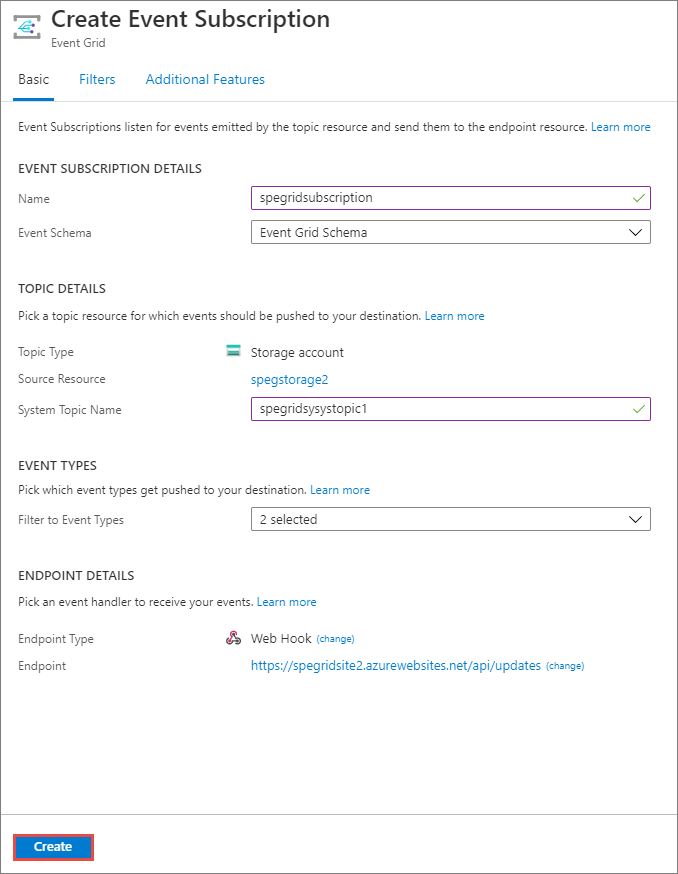 Create Event Subscription
Event Grid
Basic Filters Additional Features
Event Subscriptions listen for events emitted by the topic resource and send them to the endpoint resource. Learn more
EVENT SUBSCRIPTION DETAILS
Name spegridsubscription
Event Schema Event Grid Schema
TOPIC DETAILS
Pick a topic resource for which events should be pushed to your destination. Learn more
Topic Type Storage account
Source Resource spegstorage2
System Topic Name spegridsysystopic1
EVENT TYPES
Pick which event types get pushed to your destination. Learn more
Filter to Event Types 2 selected
ENDPOINT DETAILS
Pick an event handler to receive your events. Learn more
Endpoint Type Web Hook (change)
Endpoint https://spegridsite2.azurewebsites.net/api/updates (change)
Create